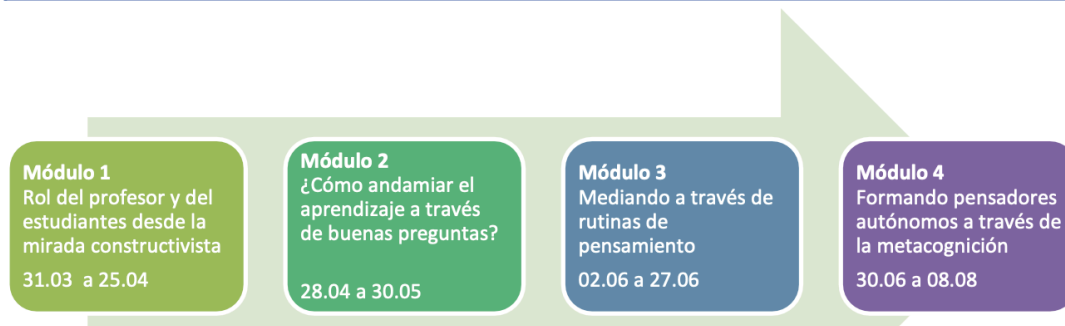 Módulo 1
Rol del profesor y del
estudiantes desde la
mirada constructivista
31.03 a 25.04
Módulo 2
¿Cómo andamiar el
aprendizaje a través
de buenas preguntas?
28.04 a 30.05
Módulo 3
Mediando a través de
rutinas de
pensamiento
02.06 a 27.06
Módulo 4
Formando pensadores
autónomos a través de
la metacognición
30.06 a 08.08